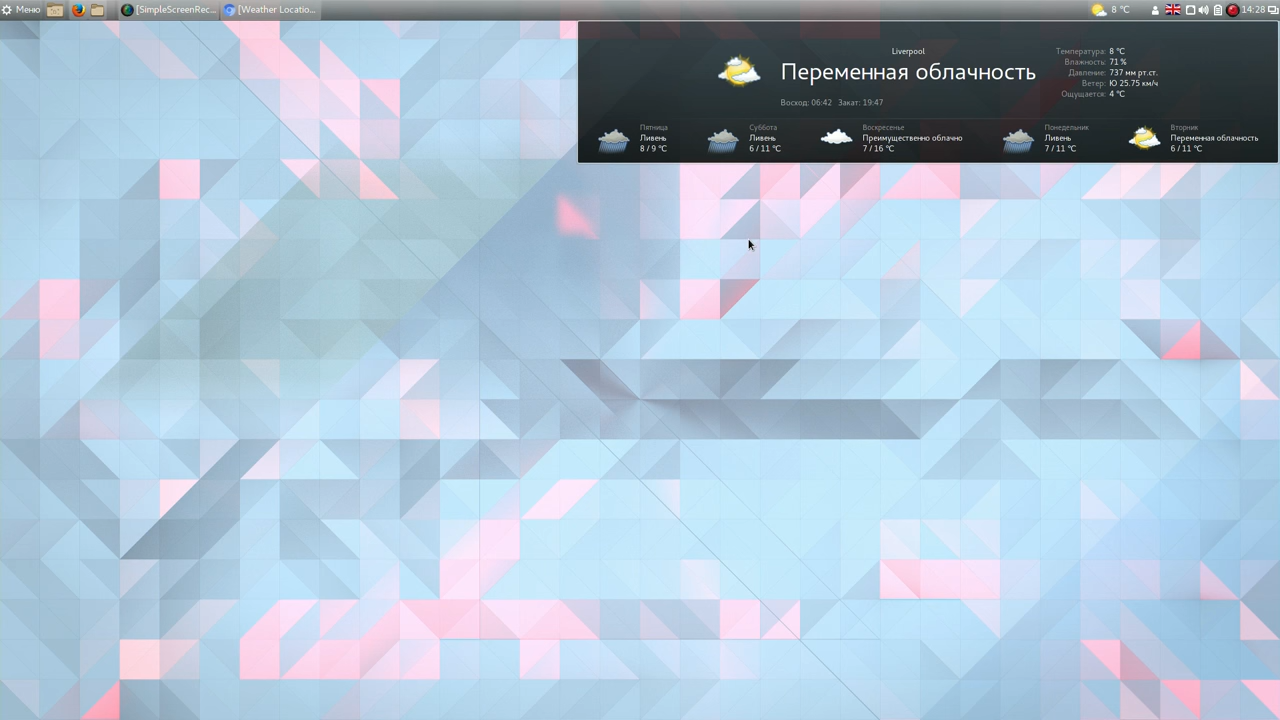 Меню
[SimpleScreenRec...
[Weather Locatio...
8 °C
14:28
Liverpool
Переменная облачность
Восход: 06:42 Закат: 19:47
Температура: 8 °C
Влажность: 71 %
Давление: 737 мм рт.ст.
Ветер: Ю 25.75 км/ч
Ощущается: 4 °C
Пятница
Ливень
8 / 9 °C
Суббота
Ливень
6 / 11 °C
Воскресенье
Преимущественно облачно
7 / 16 °C
Понедельник
Ливень
7 / 11 °C
Вторник
Переменная облачность
6 / 11 °C